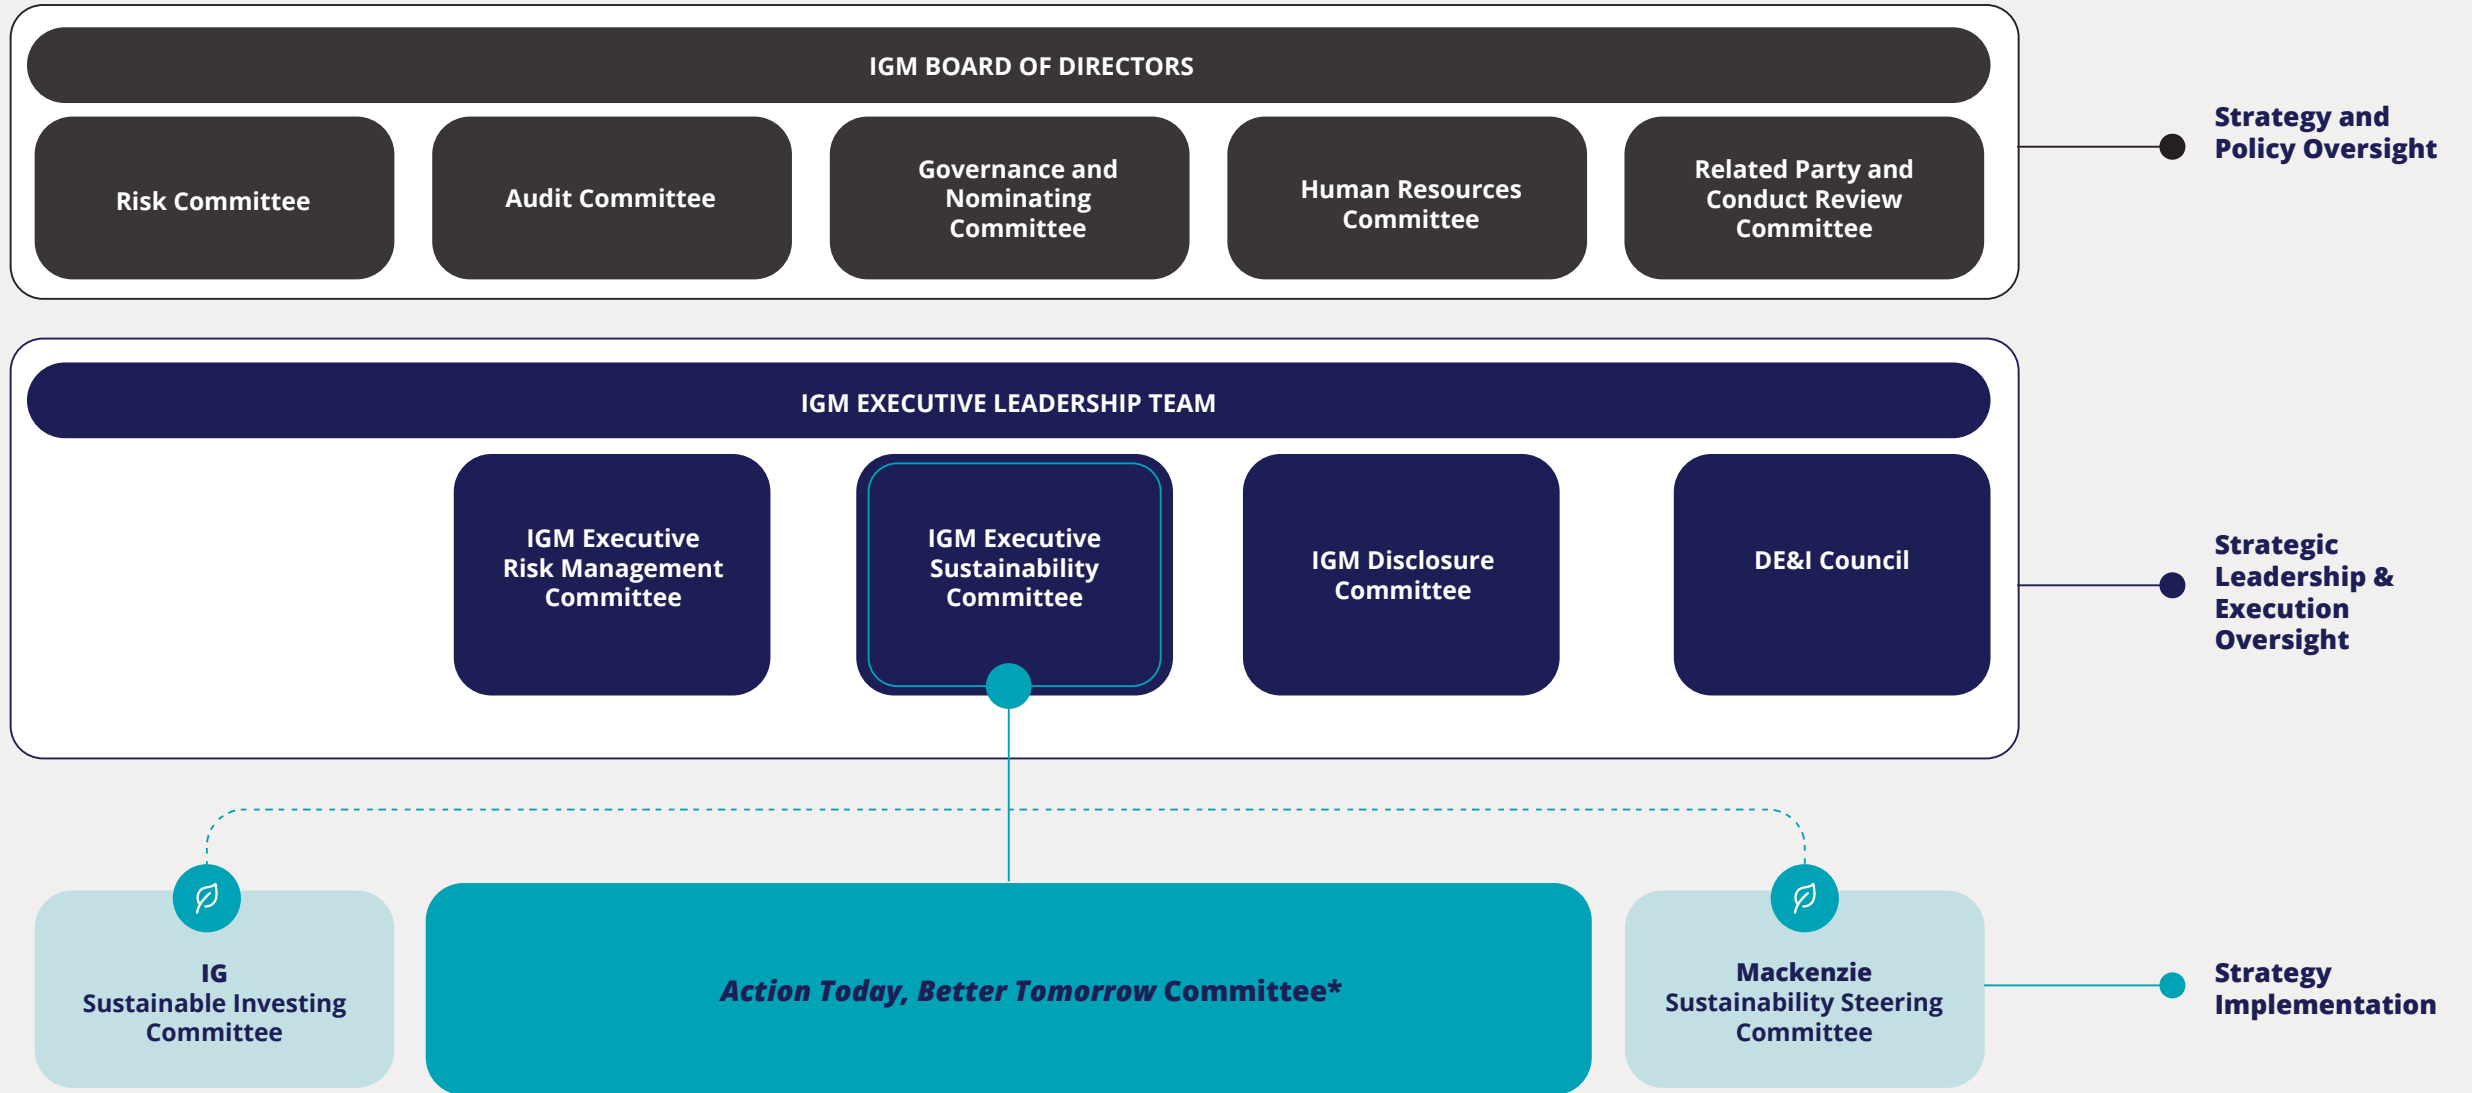 IGM BOARD OF DIRECTORS
Risk Committee
Audit Committee
Governance and
Nominating
Committee
Human Resources
Committee
Related Party and
Conduct Review
Committee
Strategy and
Policy Oversight
IGM EXECUTIVE LEADERSHIP TEAM
IGM Executive
Risk Management
Committee
IGM Executive
Sustainability
Committee
IGM Disclosure
Committee
DE&I Council
Strategic
Leadership &
Execution
Oversight
IG
Sustainable Investing
Committee
Action Today, Better Tomorrow Committee*
Mackenzie
Sustainability Steering
Committee
Strategy
Implementation